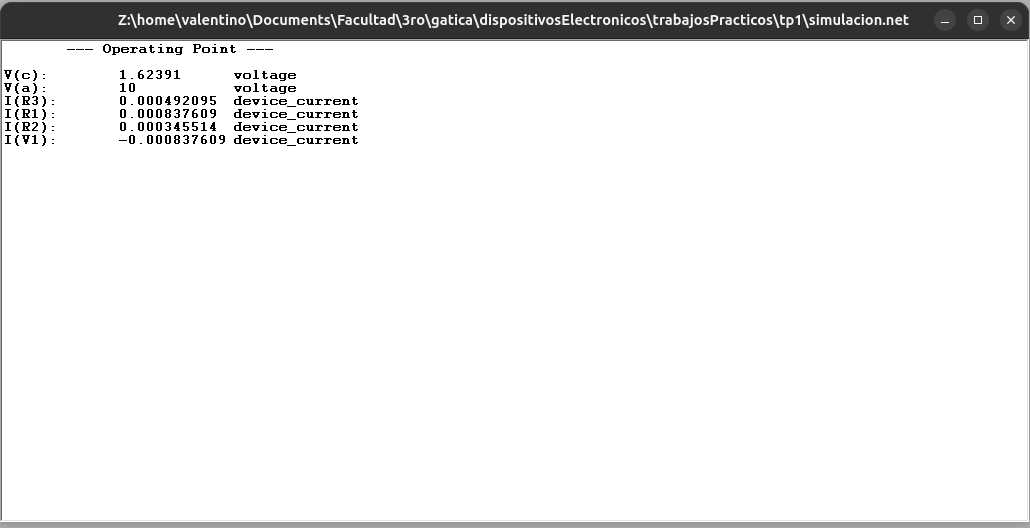 Z:\home\valentino\Documents\Facultad\3ro\gatica\dispositivosElectronicos\trabajosPracticos\tp1\simulacion.net
--- Operating Point ---
V(c): 1.62391 voltage
V(a): 10 voltage
I(R3): 0.000492095 device_current
I(R1): 0.000837609 device_current
I(R2): 0.000345514 device_current
I(V1): -0.000837609 device_current